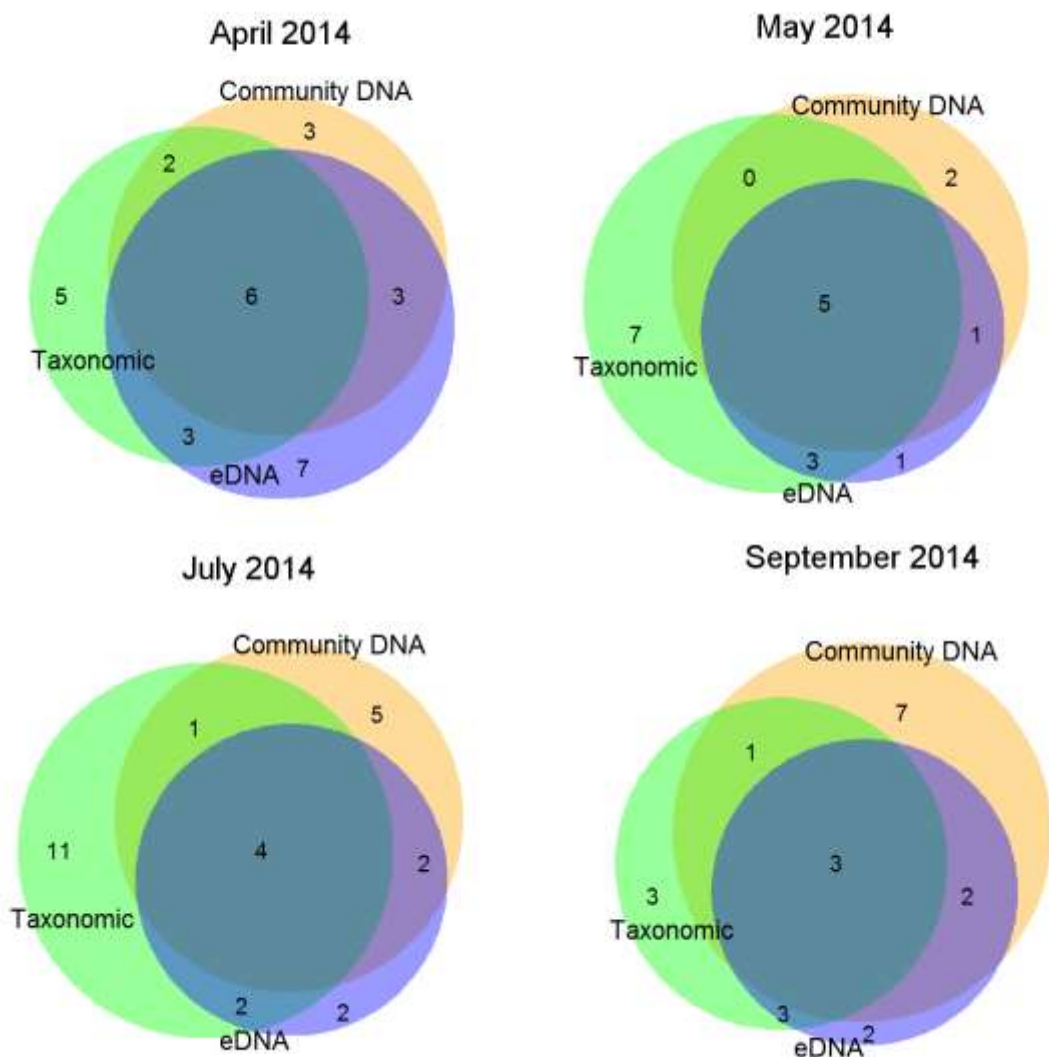 April 2014
Community DNA
3
2
5
6
3
Taxonomic
3
eDNA
7
May 2014
Community DNA
0
2
5
7
1
Taxonomic
3
1
eDNA
July 2014
Community DNA
5
1
11
4
2
Taxonomic
2
2
eDNA
September 2014
Community DNA
7
1
3
3
2
Taxonomic
3
2
eDNA